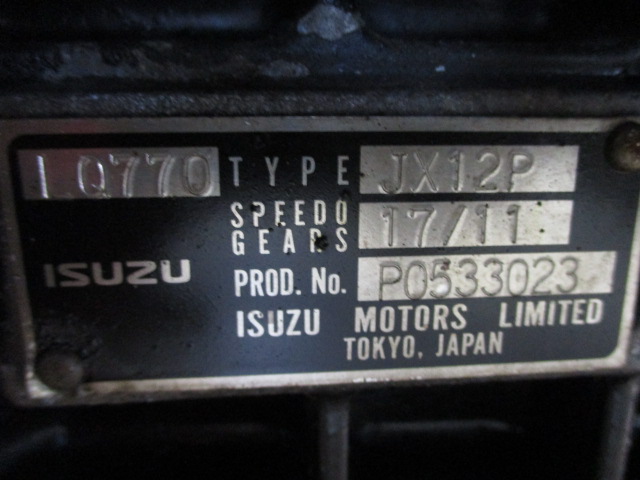 LQ770 TYPE JX12P
SPEEDO GEARS 17/11
ISUZU PROD. No. P0533023
ISUZU MOTORS LIMITED
TOKYO, JAPAN